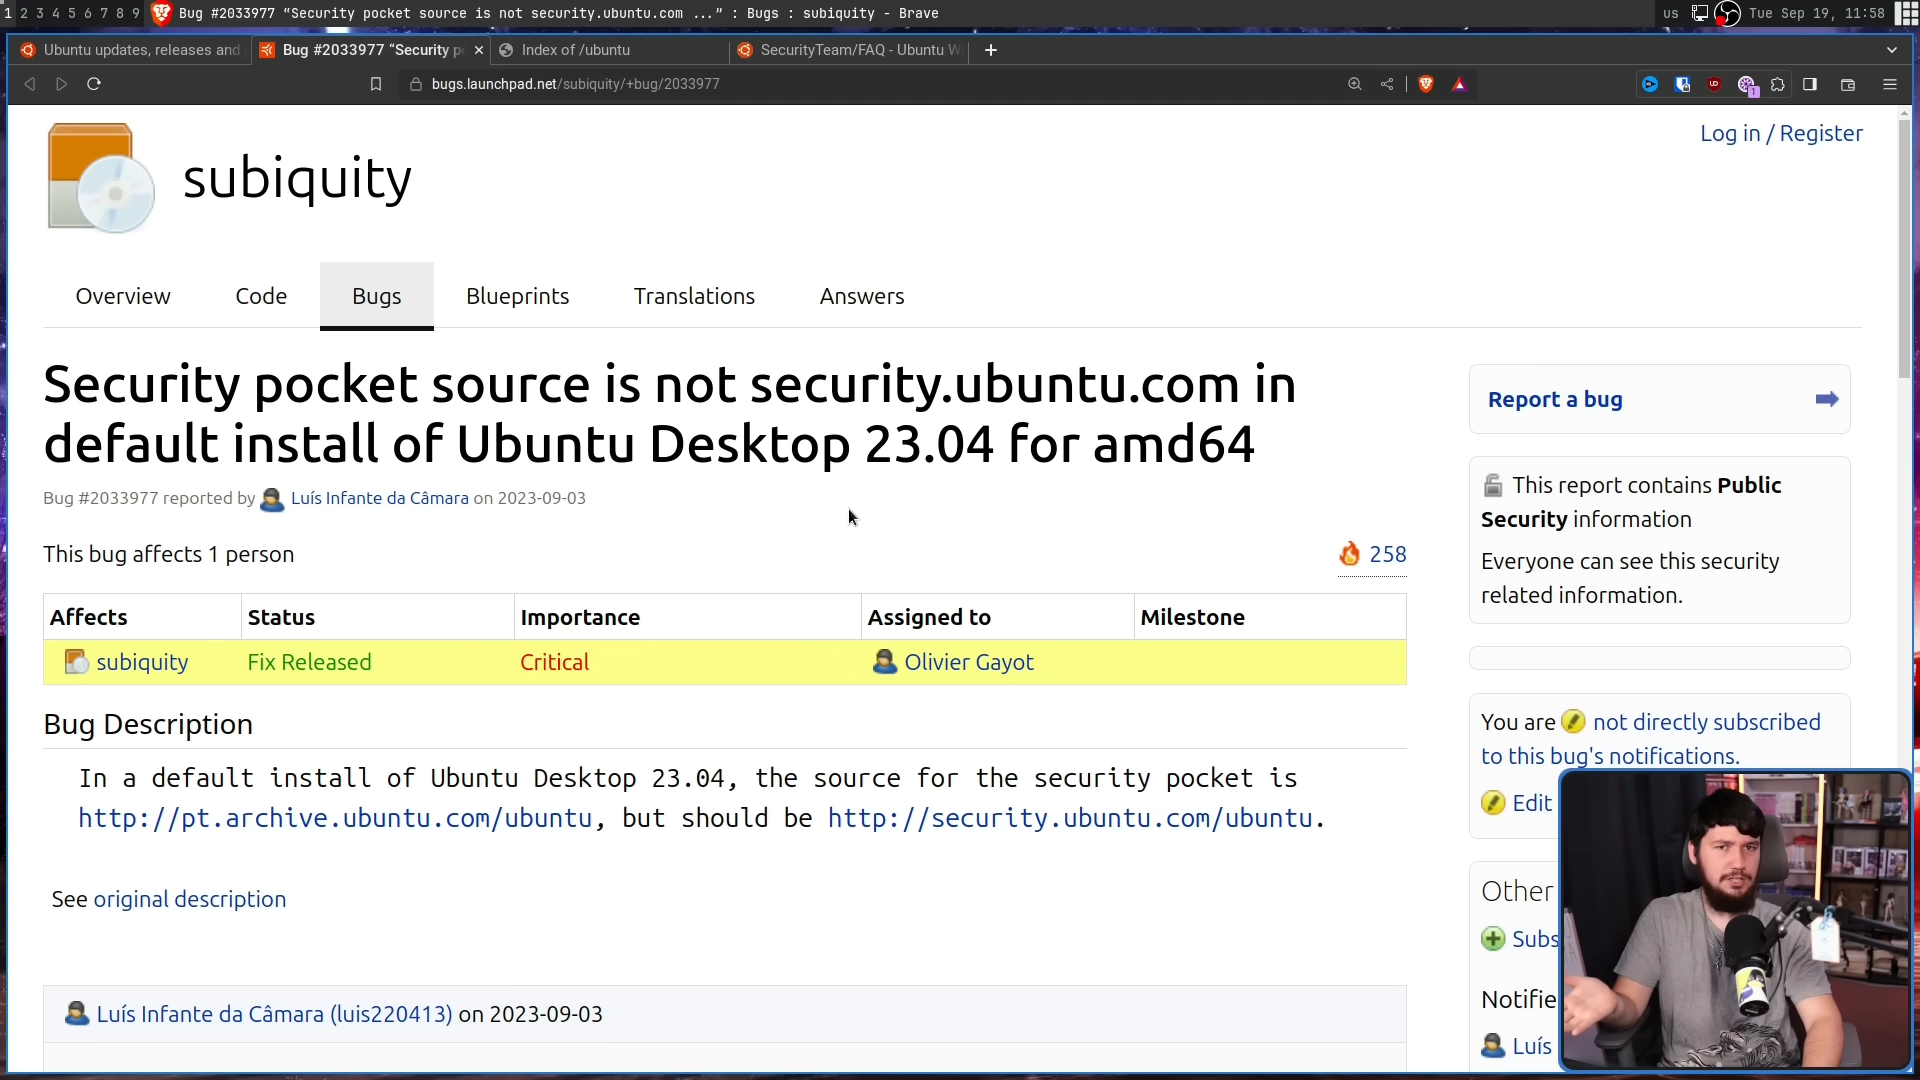 1 2 3 4 5 6 7 8 9 Bug #2033977 “Security pocket source is not security.ubuntu.com ...” : Bugs : subiquity - Brave us Tue Sep 19, 11:58
Ubuntu updates, releases and Bug #2033977 “Security p Index of /ubuntu SecurityTeam/FAQ - Ubuntu W
bugs.launchpad.net/subiquity/+bug/2033977
Log in / Register
subiquity
Overview Code Bugs Blueprints Translations Answers
Security pocket source is not security.ubuntu.com in
default install of Ubuntu Desktop 23.04 for amd64
Bug #2033977 reported by Luís Infante da Câmara on 2023-09-03
This bug affects 1 person 258
Affects Status Importance Assigned to Milestone
subiquity Fix Released Critical Olivier Gayot
Bug Description
In a default install of Ubuntu Desktop 23.04, the source for the security pocket is
http://pt.archive.ubuntu.com/ubuntu, but should be http://security.ubuntu.com/ubuntu.
See original description
Luís Infante da Câmara (luis220413) on 2023-09-03
Report a bug
This report contains Public
Security information
Everyone can see this security
related information.
You are not directly subscribed
to this bug's notifications.
Edit
Other
Subs
Notifie
Luís